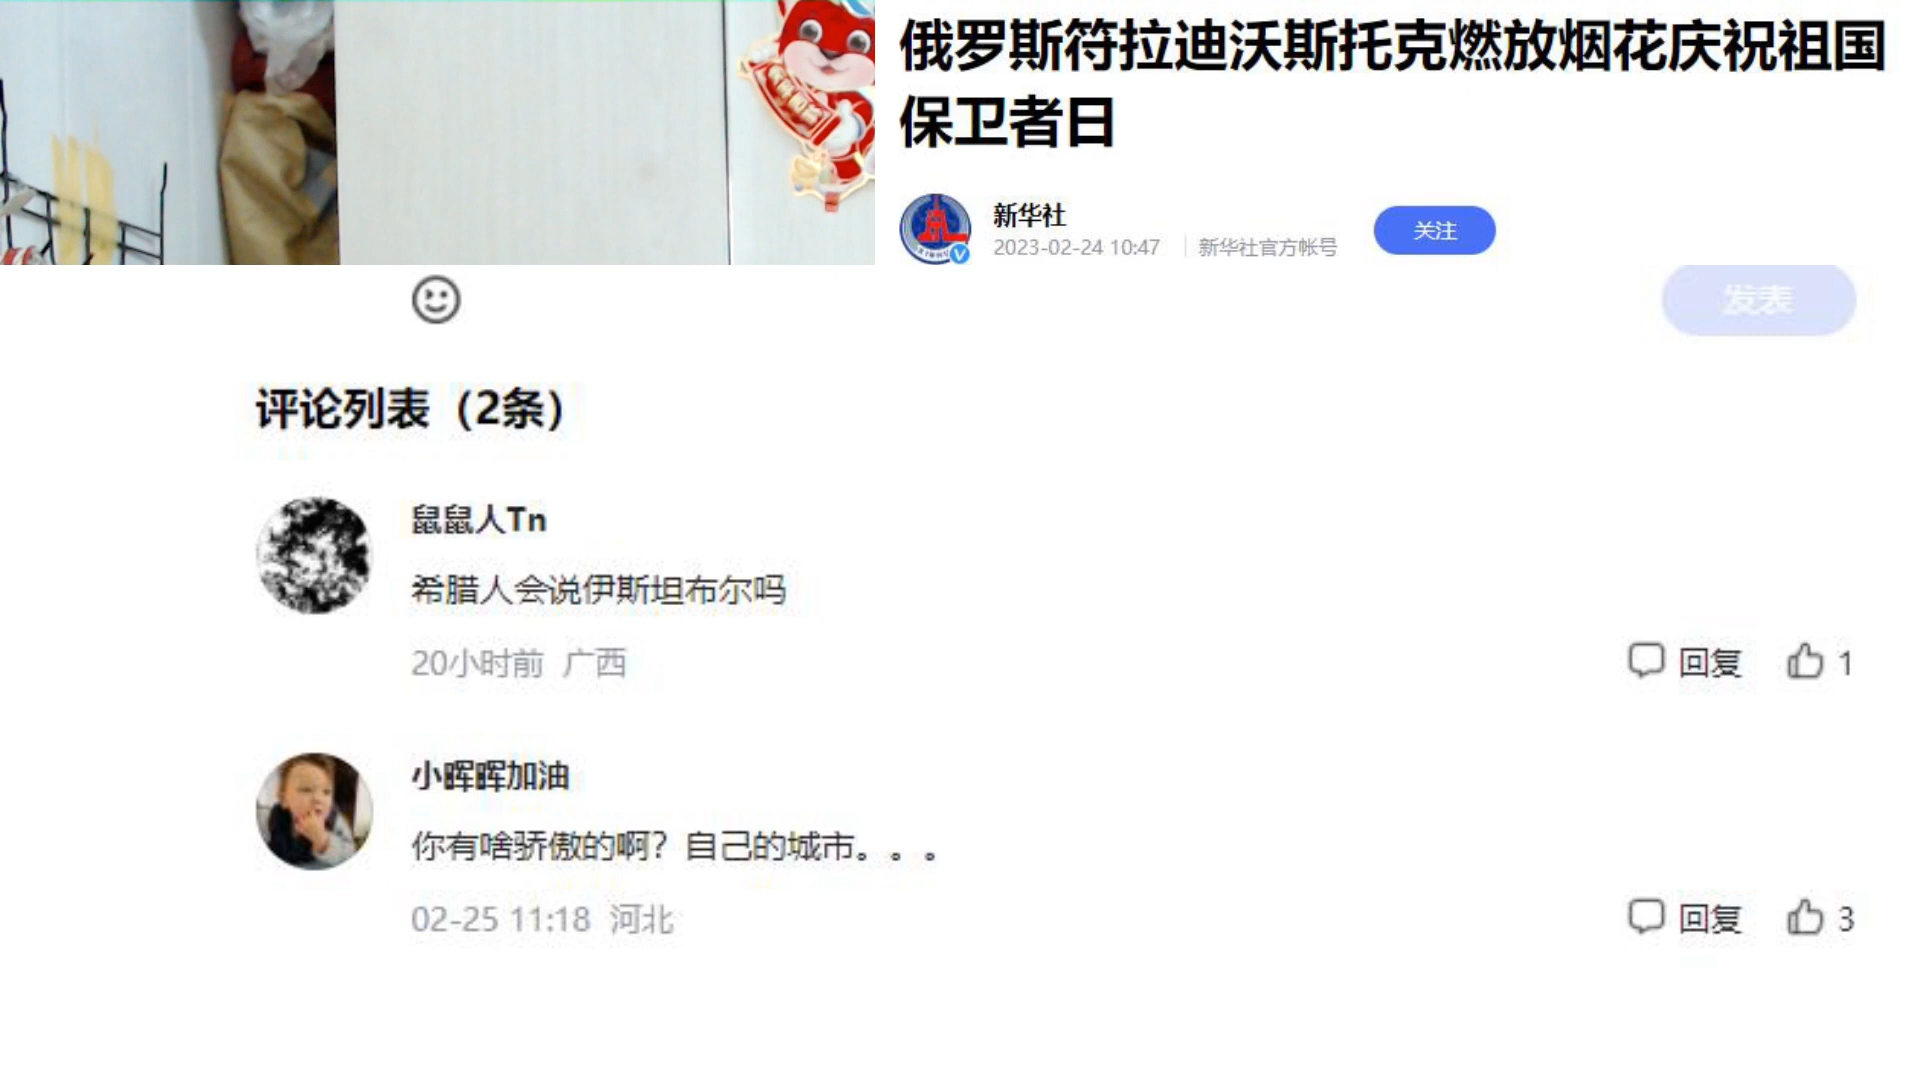 俄罗斯符拉迪沃斯托克燃放烟花庆祝祖国
保卫者日
新华社
2023-02-24 10:47 新华社官方帐号
关注
发表
评论列表（2条）
鼠鼠人Tn
希腊人会说伊斯坦布尔吗
20小时前 广西
回复 1
小晖晖加油
你有啥骄傲的啊？自己的城市。。。
02-25 11:18 河北
回复 3